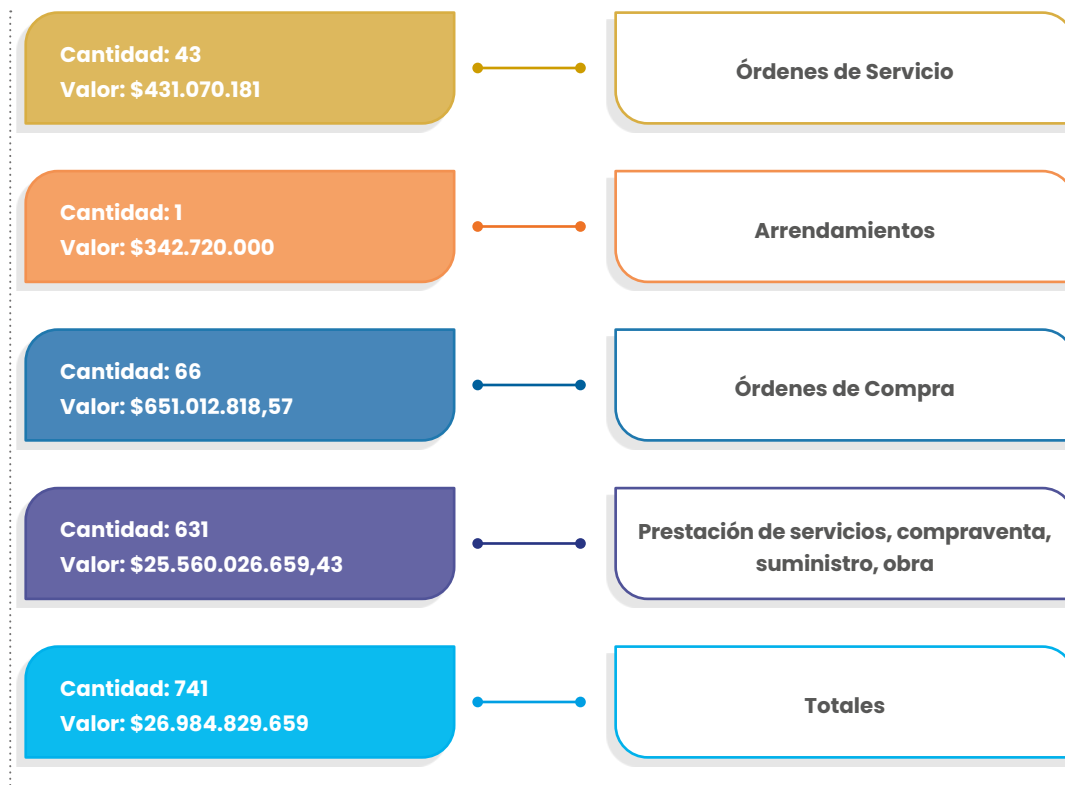 Cantidad: 43
Valor: $431.070.181
Órdenes de Servicio
Cantidad: 1
Valor: $342.720.000
Arrendamientos
Cantidad: 66
Valor: $651.012.818,57
Órdenes de Compra
Cantidad: 631
Valor: $25.560.026.659,43
Prestación de servicios, compraventa,
suministro, obra
Cantidad: 741
Valor: $26.984.829.659
Totales